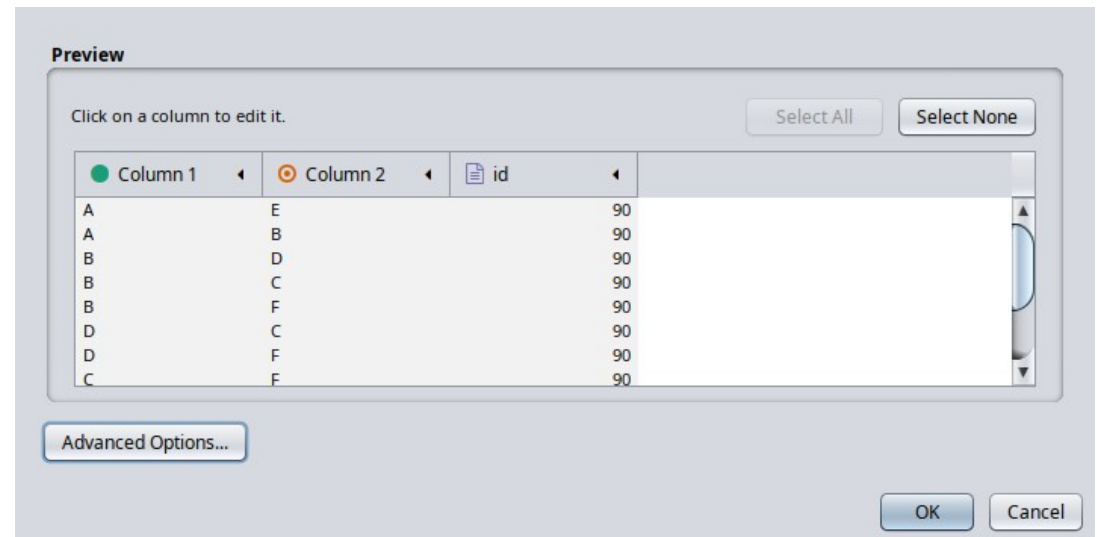 Preview
Click on a column to edit it.
Select All
Select None
Column 1 Column 2 id
A E 90
A B 90
B D 90
B C 90
B F 90
D C 90
D F 90
C F 90
Advanced Options...
OK
Cancel